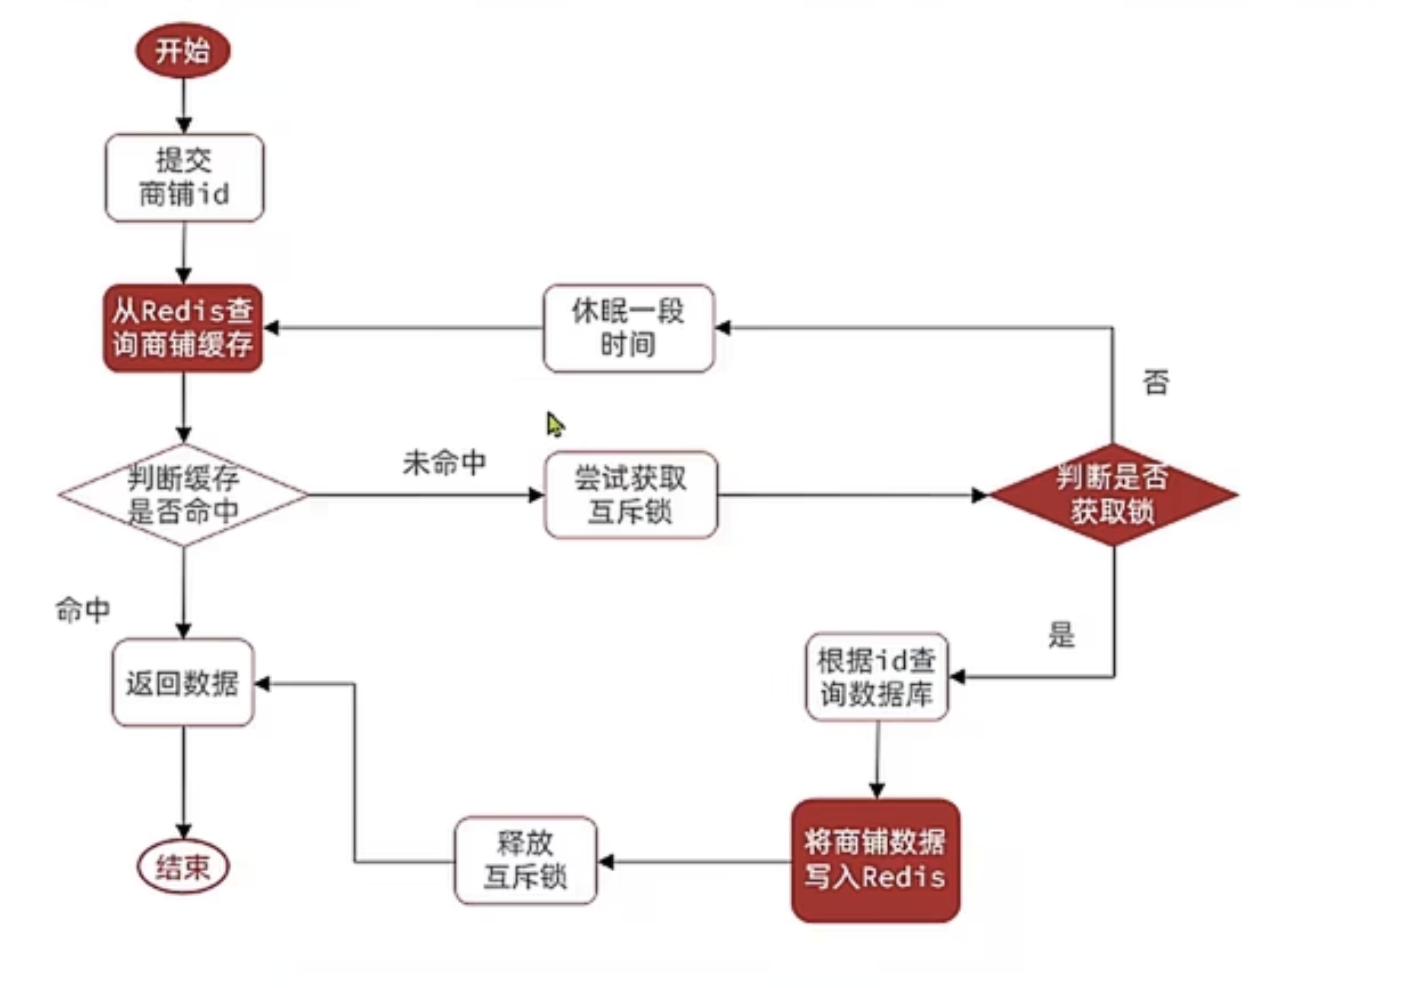 开始
提交
商铺id
从Redis查
询商铺缓存
休眠一段
时间
否
判断缓存
是否命中
未命中
尝试获取
互斥锁
判断是否
获取锁
命中
是
返回数据
根据id查
询数据库
将商铺数据
写入Redis
释放
互斥锁
结束